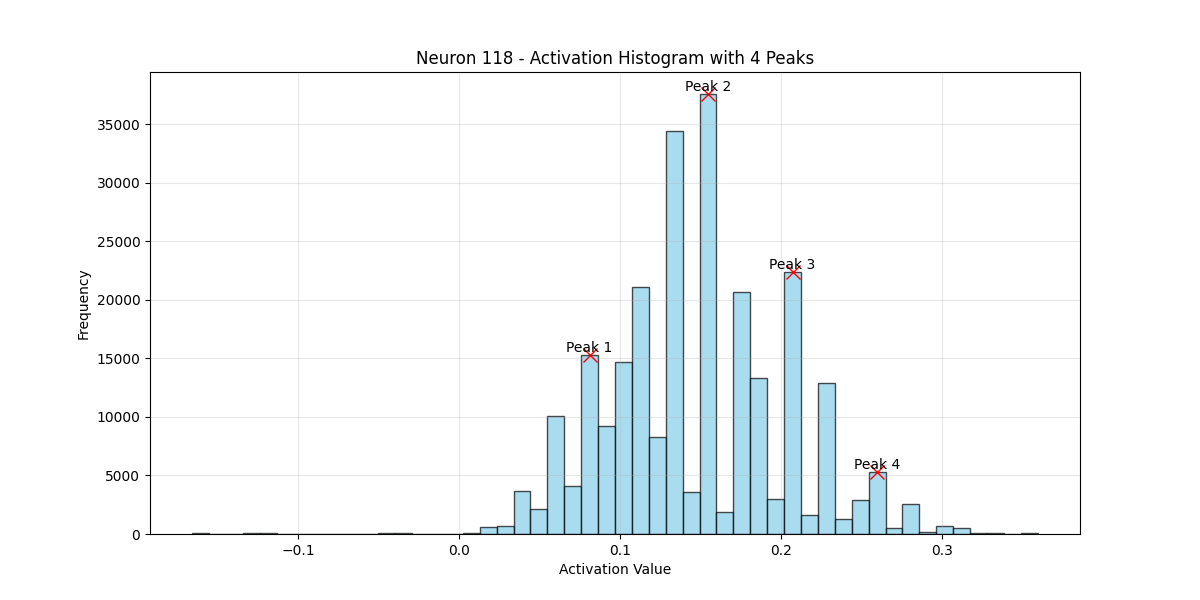 Neuron 118 - Activation Histogram with 4 Peaks
Peak 2
35000
30000
25000
Peak 3
20000
Peak 1
15000
10000
Peak 4
5000
0
−0.1
0.0
0.1
0.2
0.3
Frequency
Activation Value